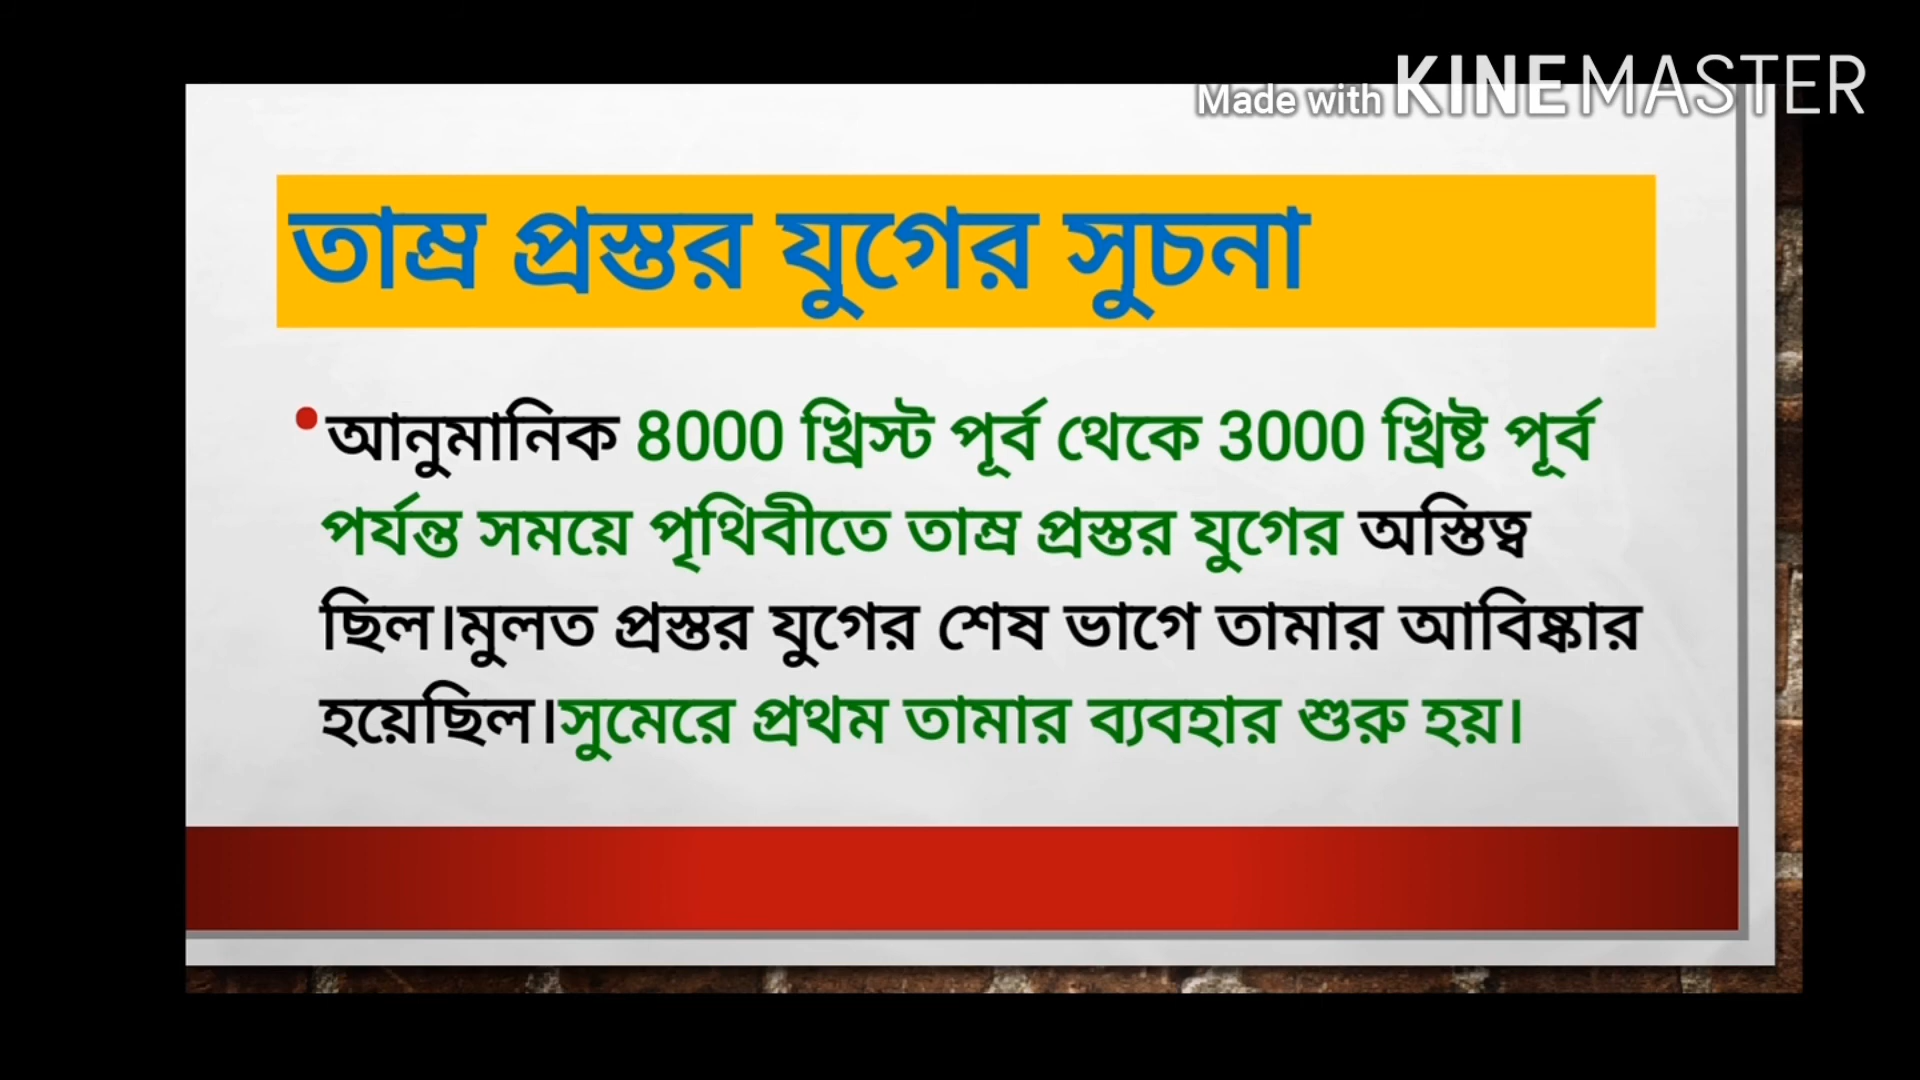 Made with KINEMASTER
তাম্র প্রস্তর যুগের সুচনা
•আনুমানিক 8000 খ্রিস্ট পূর্ব থেকে 3000 খ্রিষ্ট পূর্ব
পর্যন্ত সময়ে পৃথিবীতে তাম্র প্রস্তর যুগের অস্তিত্ব
ছিল।মুলত প্রস্তর যুগের শেষ ভাগে তামার আবিষ্কার
হয়েছিল।সুমেরে প্রথম তামার ব্যবহার শুরু হয়।